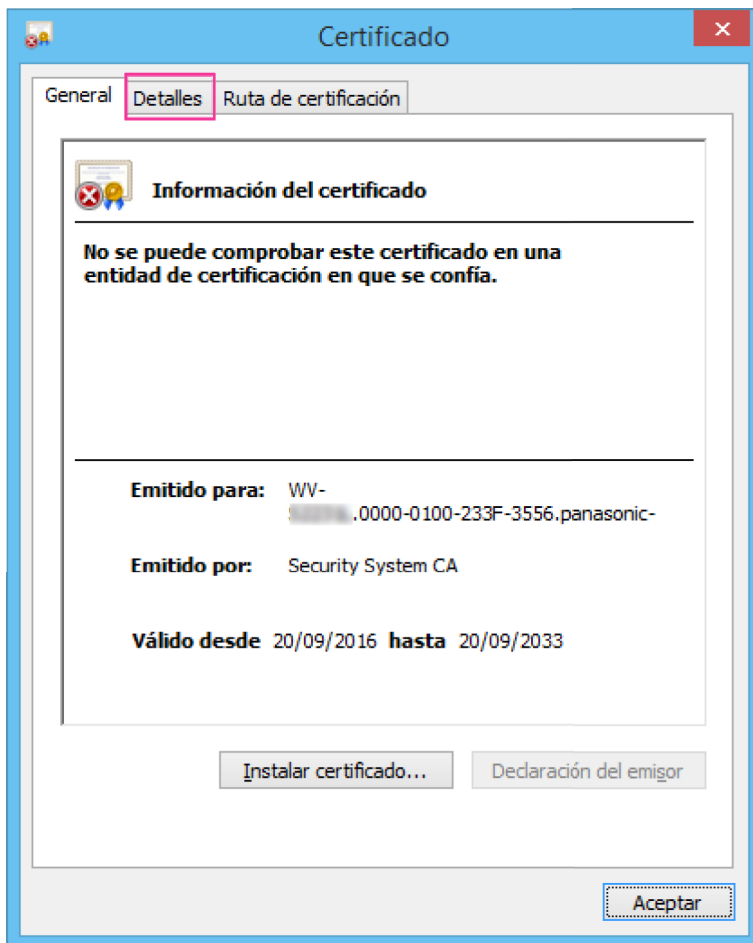 Certificado
General Detalles Ruta de certificación
Información del certificado
No se puede comprobar este certificado en una
entidad de certificación en que se confía.
Emitido para: WV-
.0000-0100-233F-3556.panasonic-
Emitido por: Security System CA
Válido desde 20/09/2016 hasta 20/09/2033
Instalar certificado... Declaración del emisor
Aceptar